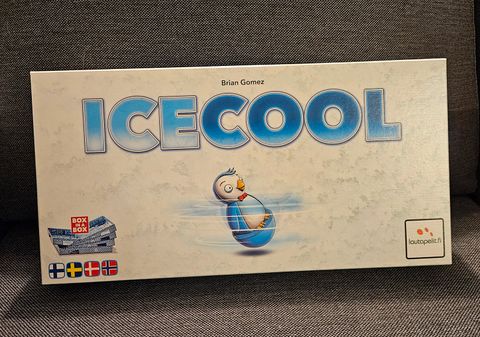 Brian Gomez
ICECOOL
BOX
IN A
BOX
lautapelit.fi